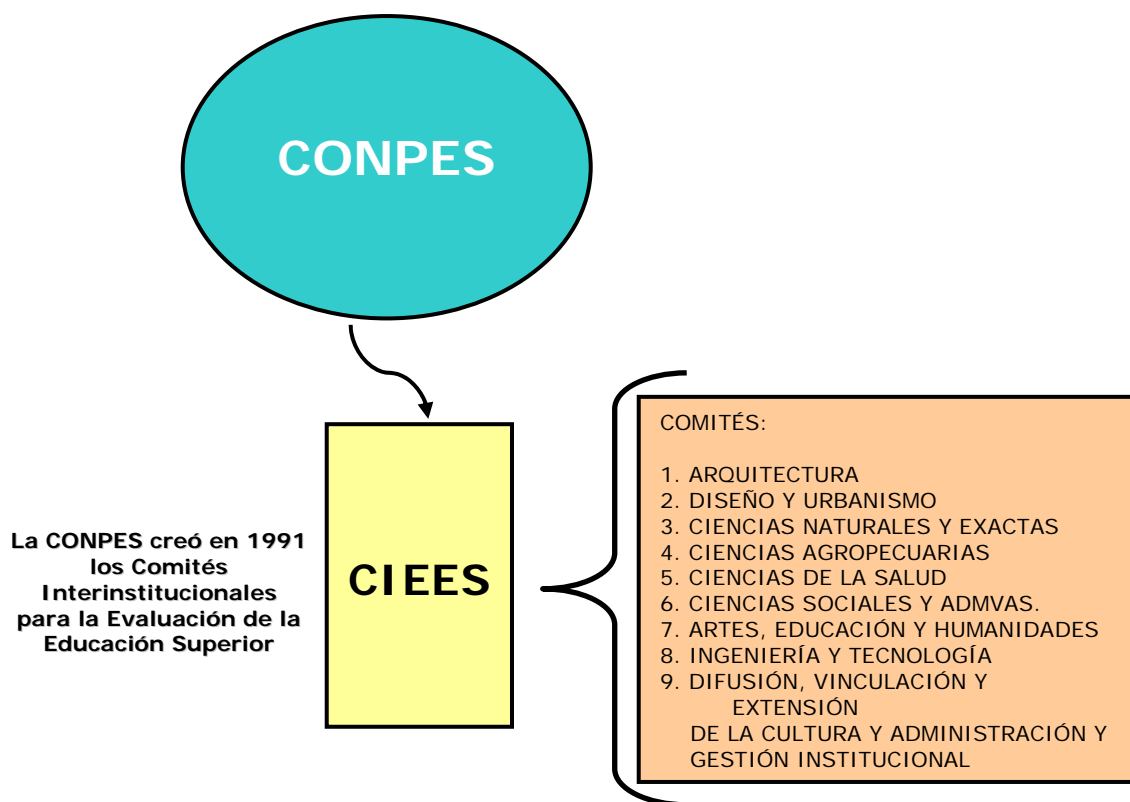 CONPES
La CONPES creó en 1991
los Comités
Interinstitucionales
para la Evaluación de la
Educación Superior
CIEES
COMITÉS:
1. ARQUITECTURA
2. DISEÑO Y URBANISMO
3. CIENCIAS NATURALES Y EXACTAS
4. CIENCIAS AGROPECUARIAS
5. CIENCIAS DE LA SALUD
6. CIENCIAS SOCIALES Y ADMVAS.
7. ARTES, EDUCACIÓN Y HUMANIDADES
8. INGENIERÍA Y TECNOLOGÍA
9. DIFUSIÓN, VINCULACIÓN Y
EXTENSIÓN
DE LA CULTURA Y ADMINISTRACIÓN Y
GESTIÓN INSTITUCIONAL